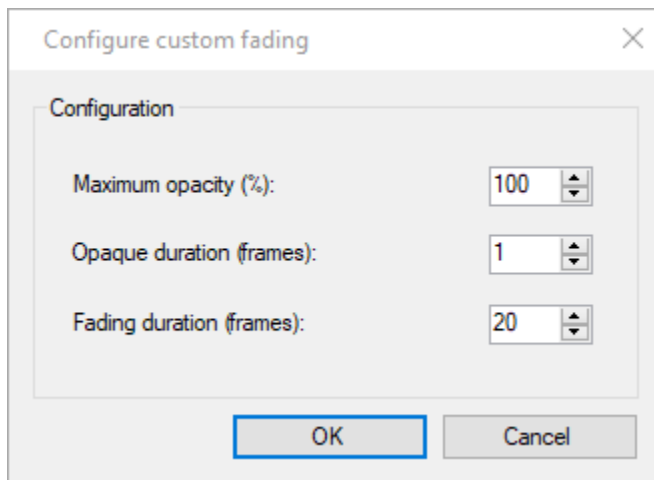 Configure custom fading
Configuration
Maximum opacity (%): 100
Opaque duration (frames): 1
Fading duration (frames): 20
OK Cancel